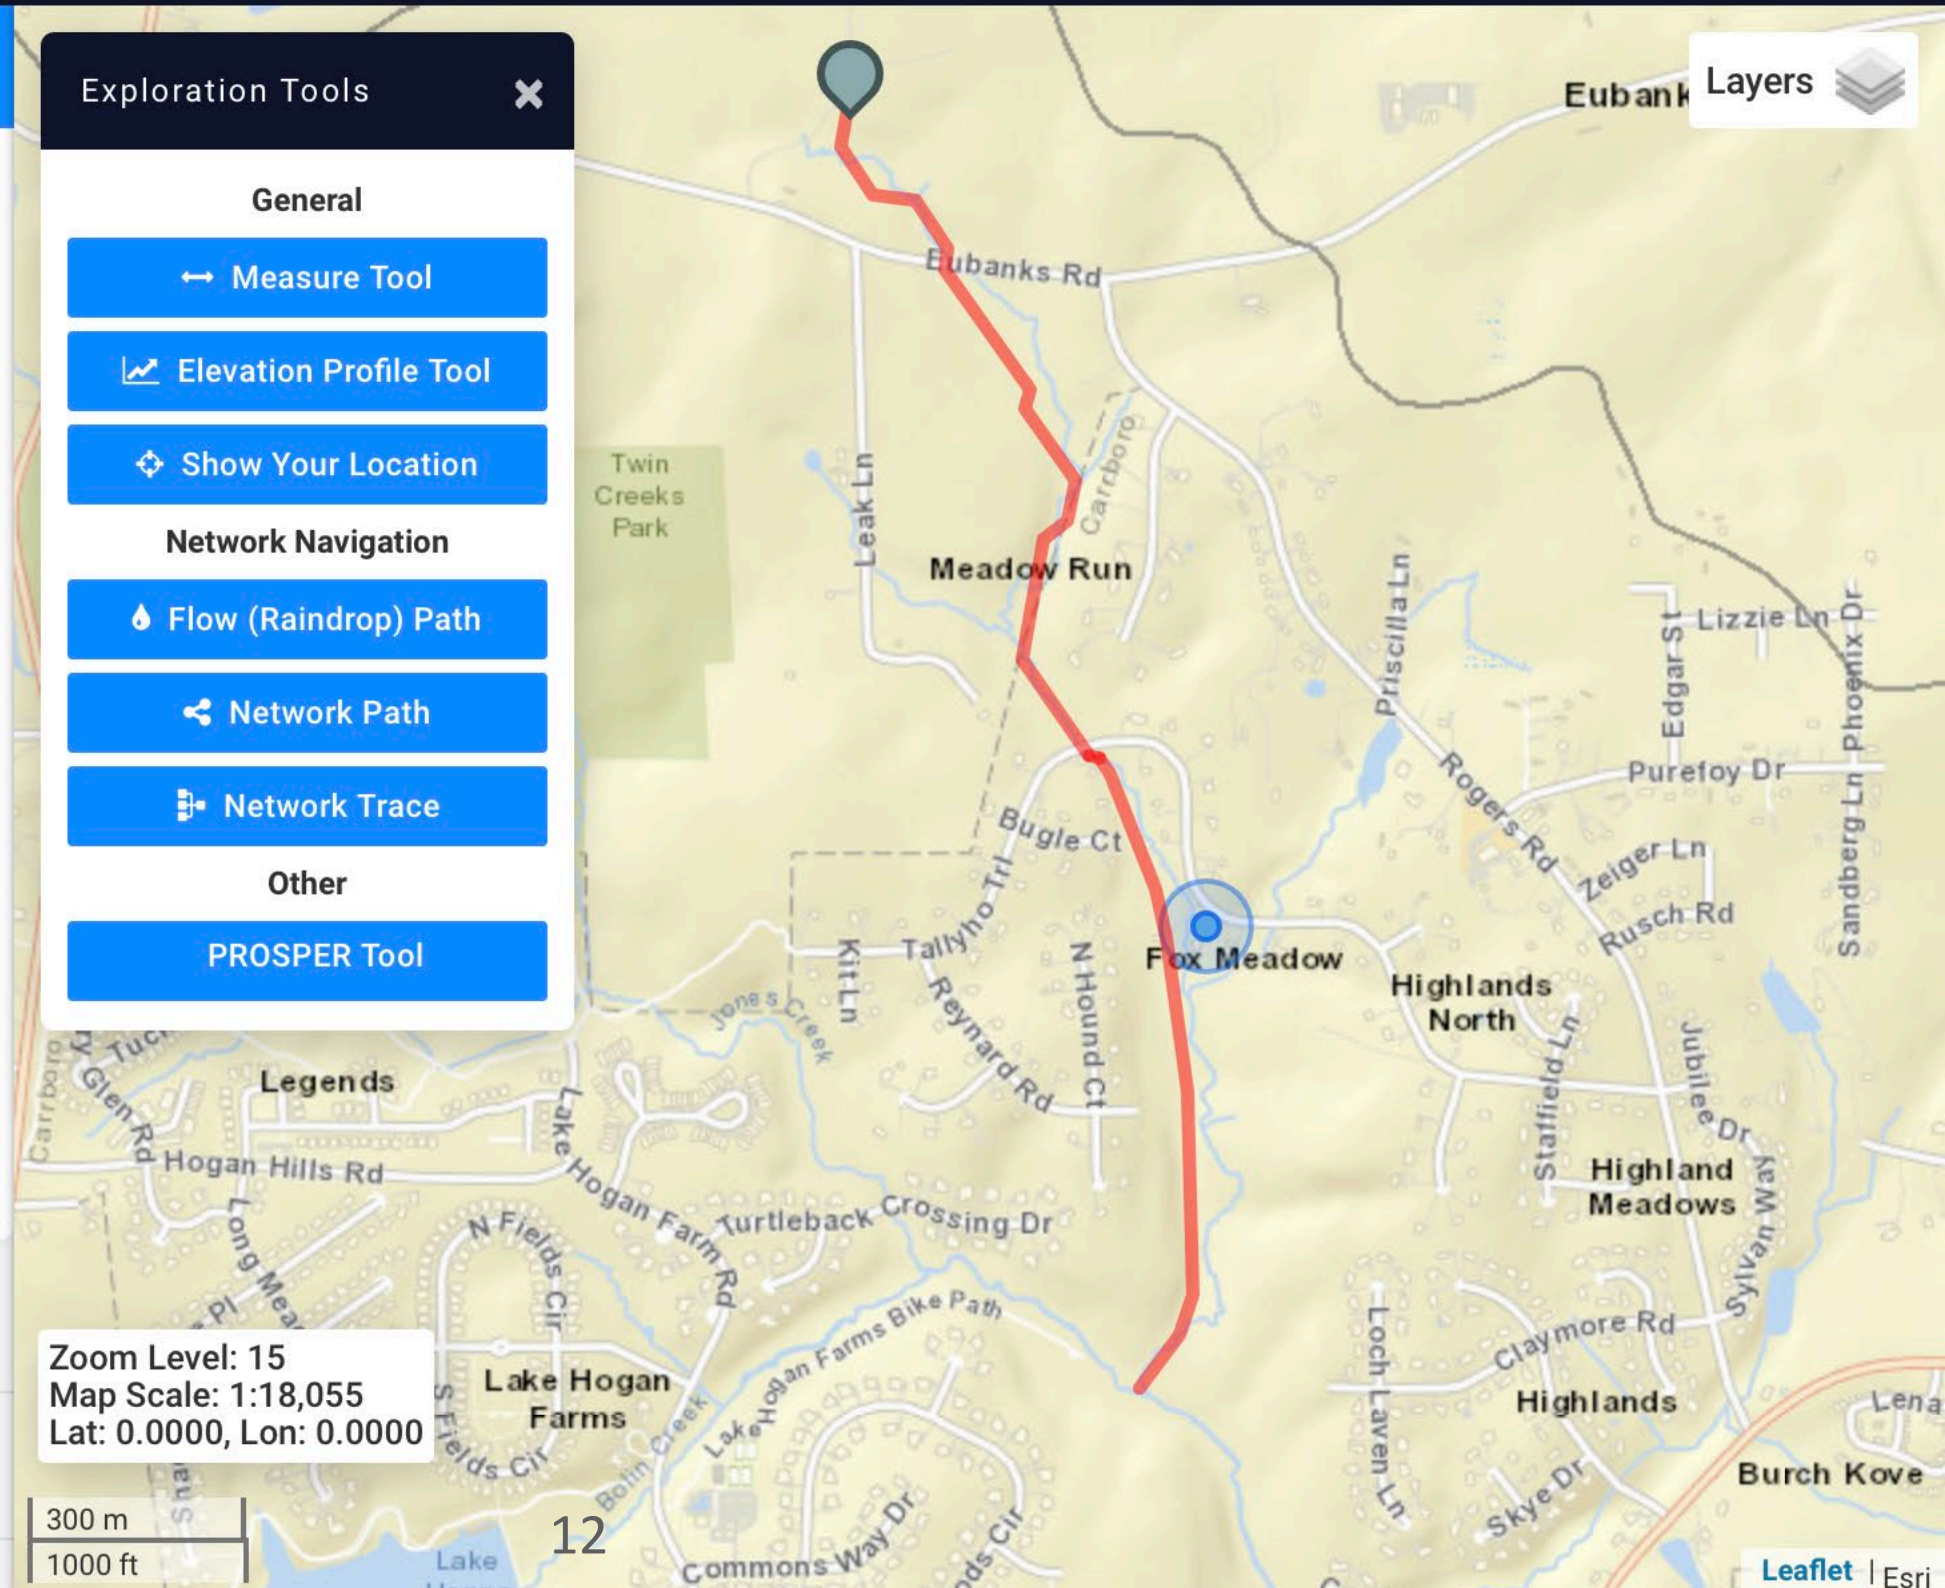 Exploration Tools
General
Measure Tool
Elevation Profile Tool
Show Your Location
Network Navigation
Flow (Raindrop) Path
Network Path
Network Trace
Other
PROSPER Tool
Layers
Eubank
Eubanks Rd
Twin
Creeks
Park
Leak Ln
Carrboro
Meadow Run
Priscilla Ln
Lizzie Ln
Edgar St
Phoenix Dr
Purefoy Dr
Sandberg Ln
Rogers Rd
Zeiger Ln
Rusch Rd
Bugle Ct
Tallyho Trl
Kit Ln
Reynard Rd
N Hound Ct
Fox Meadow
Highlands
North
Staffield Ln
Jubilee Dr
Highland
Meadows
Sylvan Way
Jones Creek
Legends
Carrboro
Glen Rd
Hogan Hills Rd
Lake Hogan Farm Rd
Turtleback Crossing Dr
N Fields Cir
Long Mea
Pl
Lake Hogan Farms Bike Path
Loch Laven Ln
Claymore Rd
Highlands
Skye Dr
Lena
Burch Kove
Lake Hogan
Farms
S Fields Cir
Bolin Creek
Commons Way Dr
ods Cir
Sha
Lake
Zoom Level: 15
Map Scale: 1:18,055
Lat: 0.0000, Lon: 0.0000
300 m
1000 ft
12
Leaflet | Esri